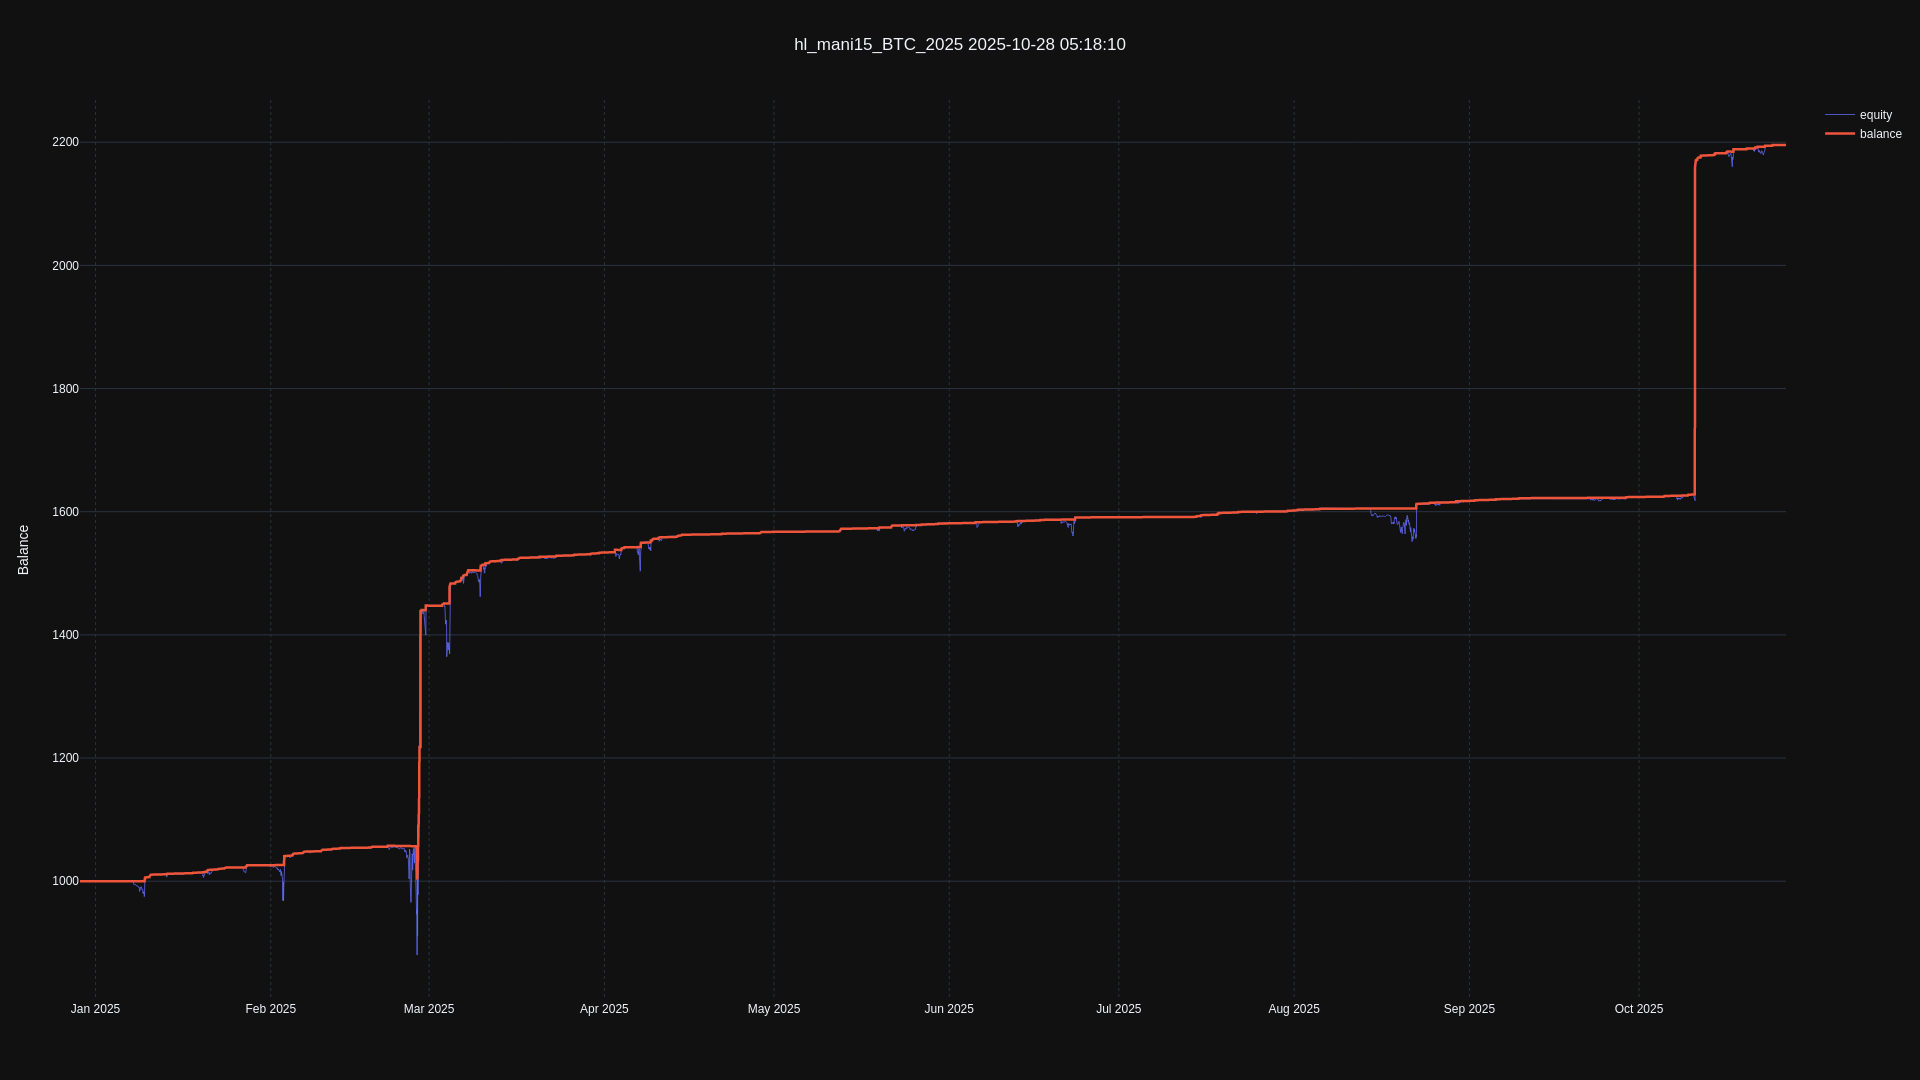 hl_mani15_BTC_2025 2025-10-28 05:18:10
equity
balance
2200
2000
1800
1600
1400
1200
1000
Balance
Jan 2025
Feb 2025
Mar 2025
Apr 2025
May 2025
Jun 2025
Jul 2025
Aug 2025
Sep 2025
Oct 2025